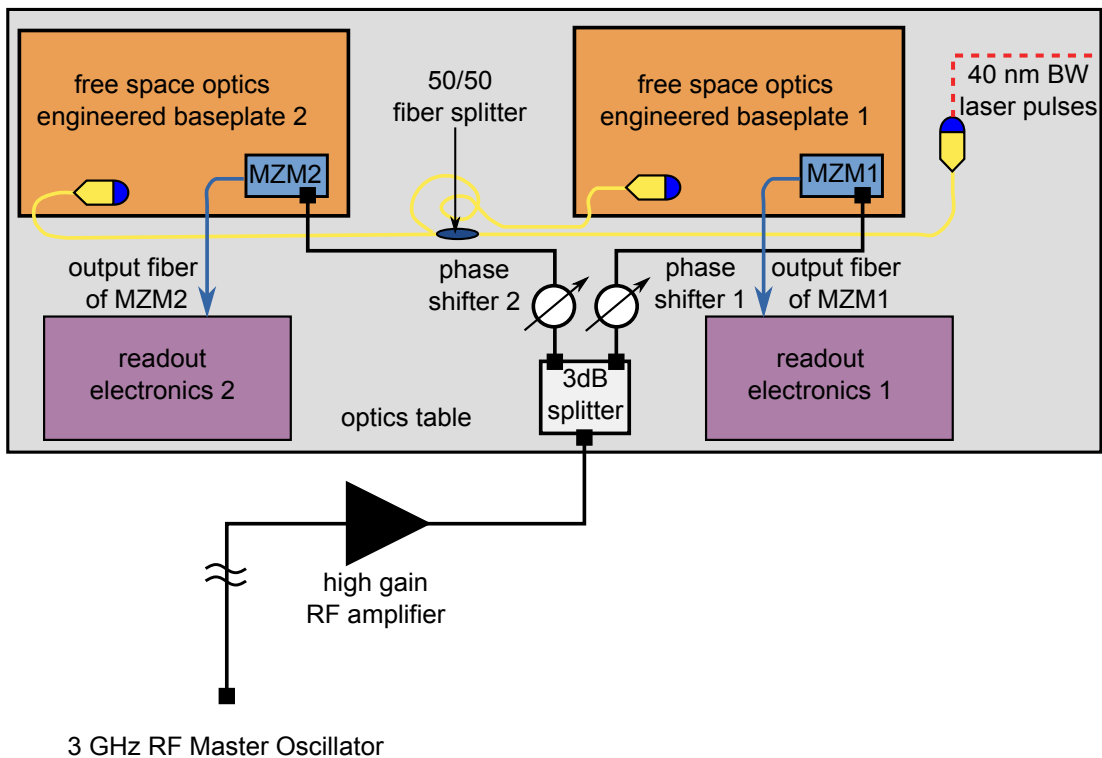 free space optics
engineered baseplate 2
MZM2
50/50
fiber splitter
free space optics
engineered baseplate 1
MZM1
40 nm BW
laser pulses
output fiber
of MZM2
phase
shifter 2
phase
shifter 1
output fiber
of MZM1
readout
electronics 2
3dB
splitter
readout
electronics 1
optics table
high gain
RF amplifier
3 GHz RF Master Oscillator